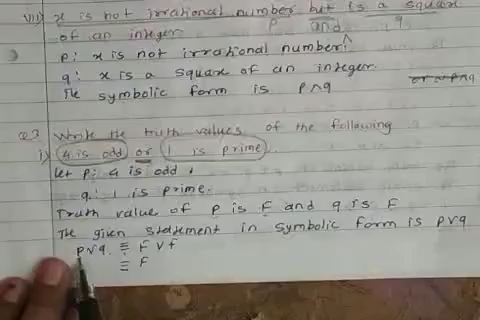 vii) x is not irrational number but is a square
of an integer p and q
p: x is not irrational number. ^
q: x is a square of an integer.
The symbolic form is p∧q
Q.3 Write the truth values of the following
i) 4 is odd or 1 is prime.
let p: 4 is odd.
q: 1 is prime.
Truth value of p is F and q is F
The given statement in symbolic form is p∨q
p∨q. ≡ F ∨ f
≡ F